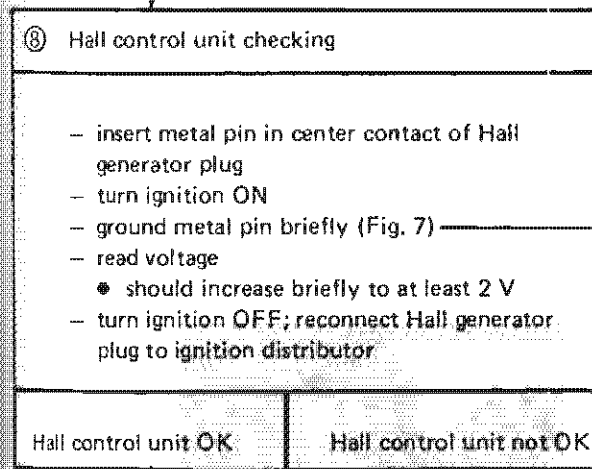 ⑧ Hall control unit checking
– insert metal pin in center contact of Hall
generator plug
– turn ignition ON
– ground metal pin briefly (Fig. 7)
– read voltage
● should increase briefly to at least 2 V
– turn ignition OFF; reconnect Hall generator
plug to ignition distributor
Hall control unit OK
Hall control unit not OK